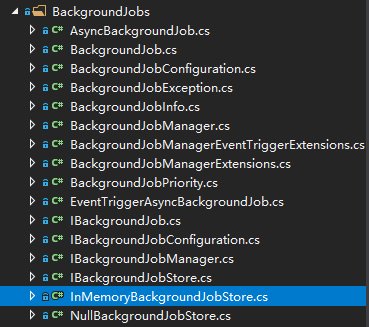 BackgroundJobs
C# AsyncBackgroundJob.cs
C# BackgroundJob.cs
C# BackgroundJobConfiguration.cs
C# BackgroundJobException.cs
C# BackgroundJobInfo.cs
C# BackgroundJobManager.cs
C# BackgroundJobManagerEventTriggerExtensions.cs
C# BackgroundJobManagerExtensions.cs
C# BackgroundJobPriority.cs
C# EventTriggerAsyncBackgroundJob.cs
C# IBackgroundJob.cs
C# IBackgroundJobConfiguration.cs
C# IBackgroundJobManager.cs
C# IBackgroundJobStore.cs
C# InMemoryBackgroundJobStore.cs
C# NullBackgroundJobStore.cs